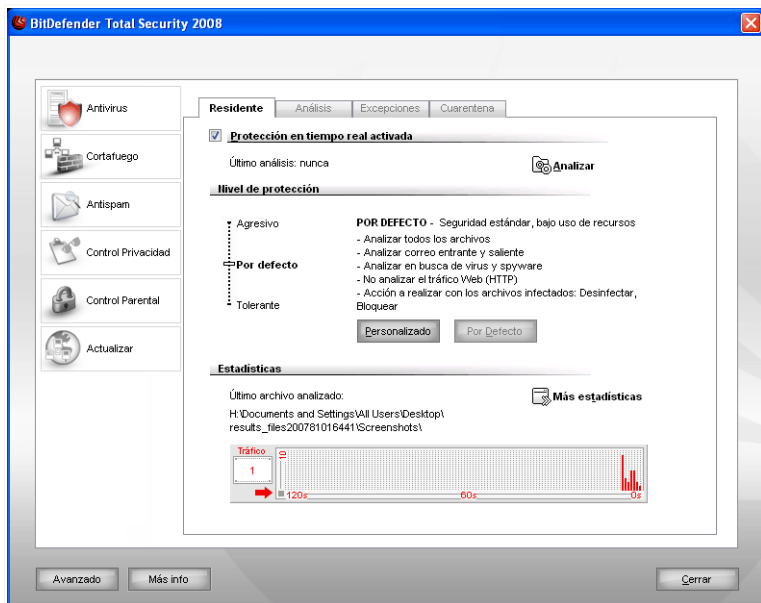 BitDefender Total Security 2008
Antivirus
Cortafuego
Antispam
Control Privacidad
Control Parental
Actualizar
Residente
Análisis
Excepciones
Cuarentena
Protección en tiempo real activada
Último análisis: nunca
Analizar
Nivel de protección
Agresivo
Por defecto
Tolerante
POR DEFECTO - Seguridad estándar, bajo uso de recursos
- Analizar todos los archivos
- Analizar correo entrante y saliente
- Analizar en busca de virus y spyware
- No analizar el tráfico Web (HTTP)
- Acción a realizar con los archivos infectados: Desinfectar,
Bloquear
Personalizado
Por Defecto
Estadísticas
Último archivo analizado:
H:\Documents and Settings\All Users\Desktop\
results_files200781016441\Screenshots\
Más estadísticas
Tráfico
1
10
120s
60s
0s
Avanzado
Más info
Cerrar